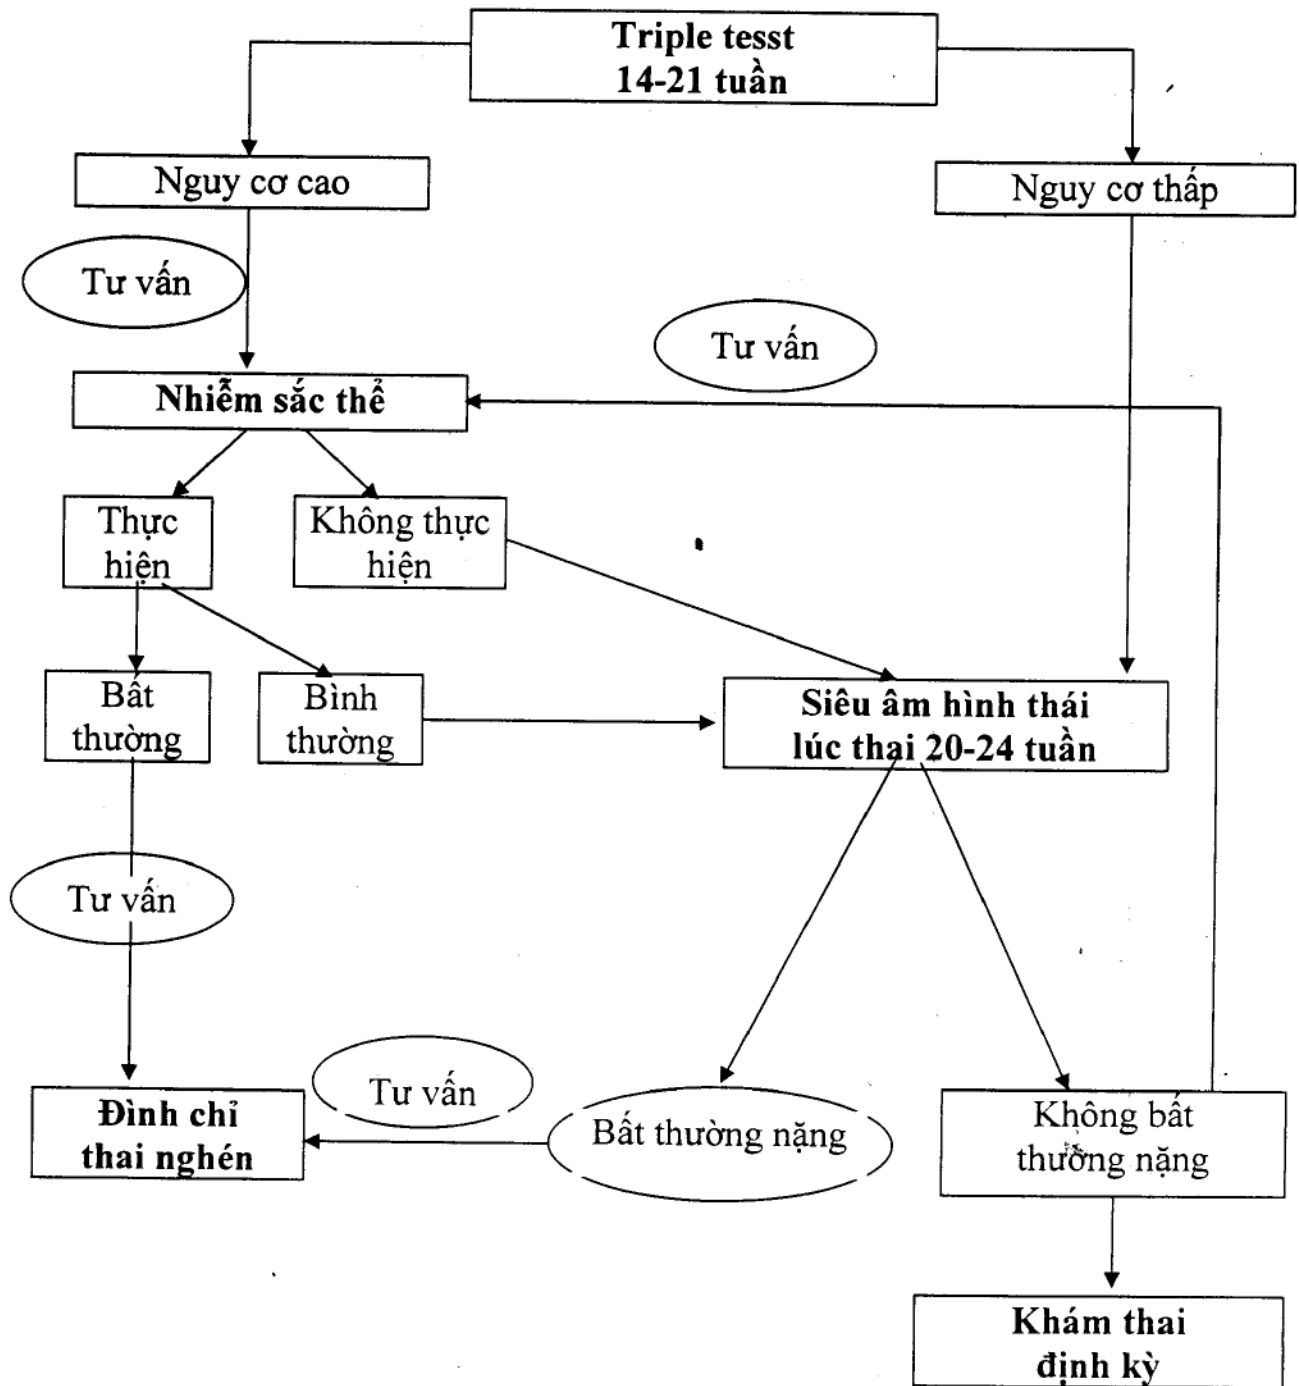 Triple tesst
14-21 tuần
Nguy cơ cao
Nguy cơ thấp
Tư vấn
Tư vấn
Nhiễm sắc thể
Thực
hiện
Không thực
hiện
Bất
thường
Bình
thường
Siêu âm hình thái
lúc thai 20-24 tuần
Tư vấn
Tư vấn
Đình chỉ
thai nghén
Bất thường nặng
Không bất
thường nặng
Khám thai
định kỳ